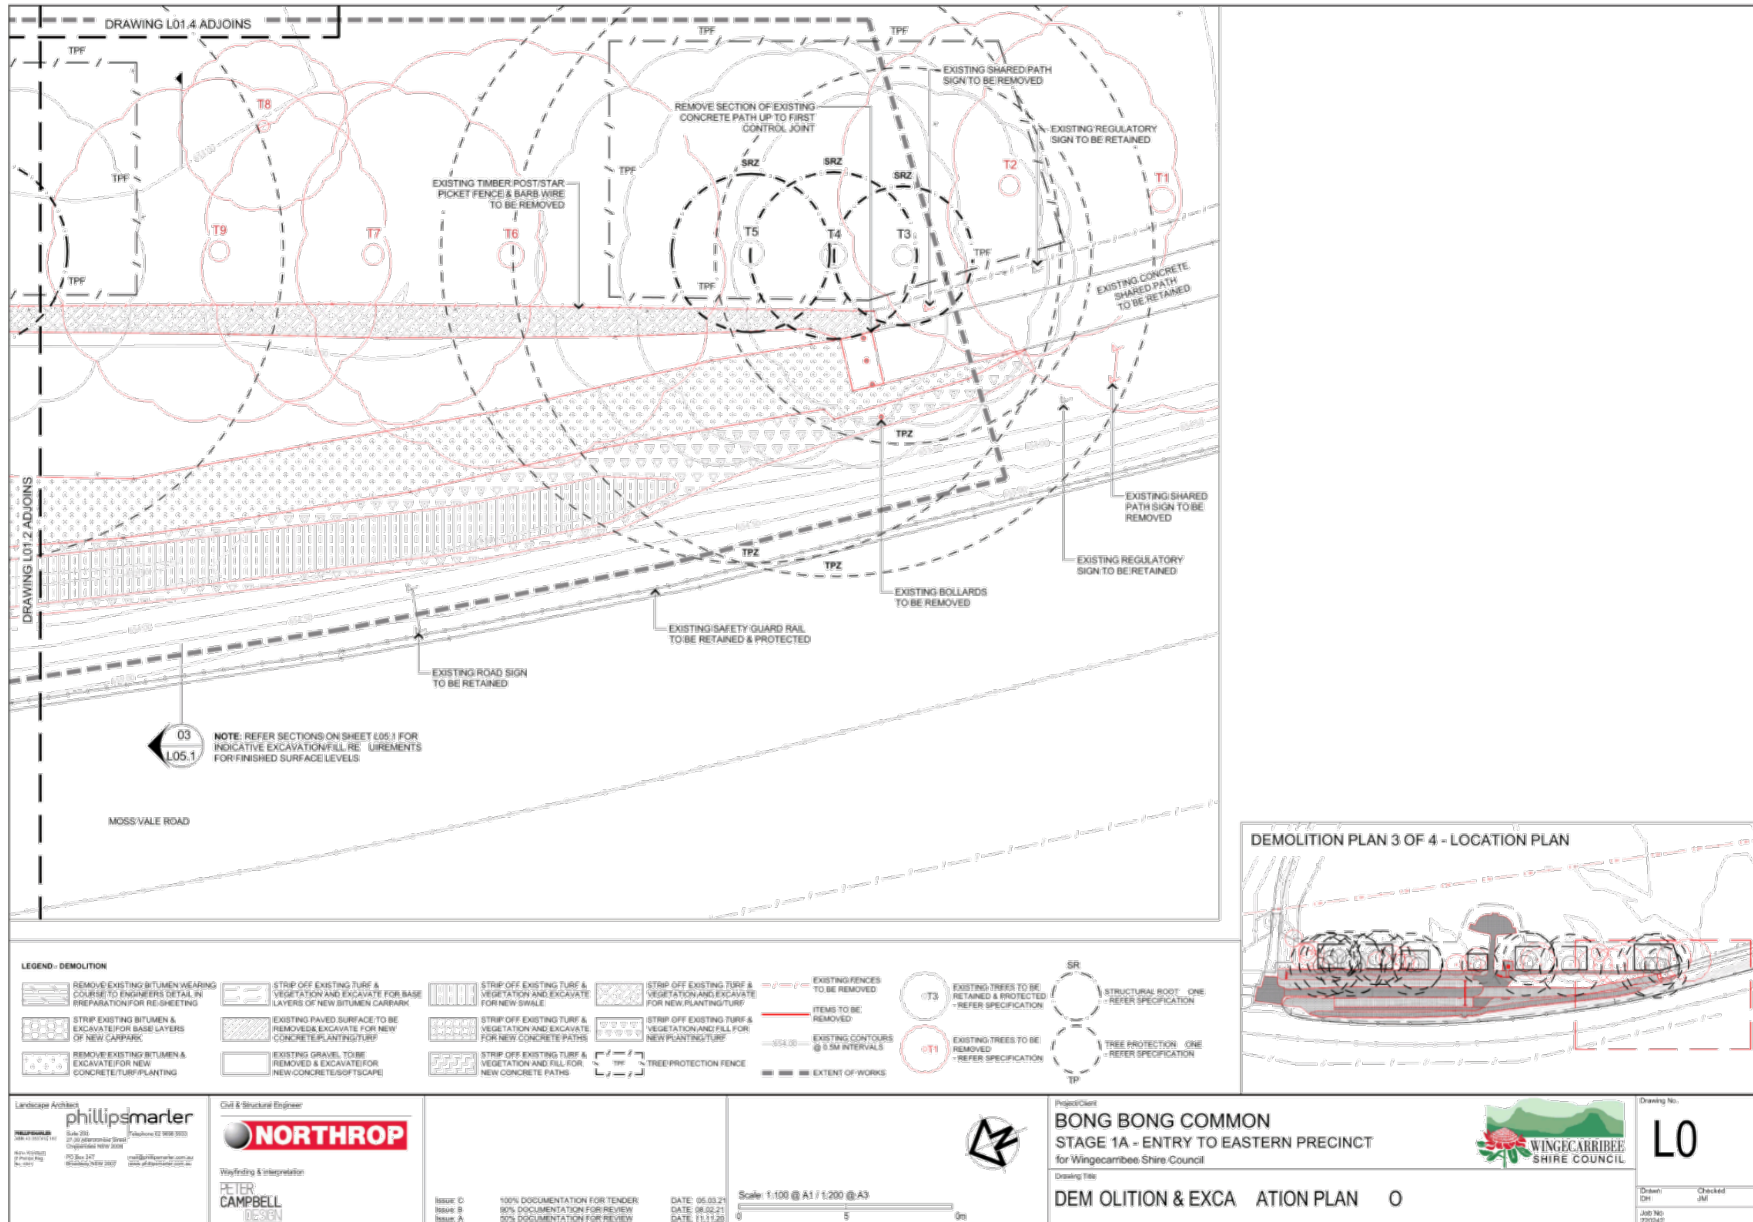 DRAWING L01.4 ADJOINS
TPF
TPF
TPF
TPF
TPF
TPF
TPF
TPF
T8
T9
T7
T6
T5
T4
T3
T2
T1
SRZ
SRZ
SRZ
EXISTING SHARED PATH
SIGN TO BE REMOVED
REMOVE SECTION OF EXISTING
CONCRETE PATH UP TO FIRST
CONTROL JOINT
EXISTING REGULATORY
SIGN TO BE RETAINED
EXISTING TIMBER POST/STAR
PICKET FENCE & BARB WIRE
TO BE REMOVED
EXISTING CONCRETE
SHARED PATH
TO BE RETAINED
TPZ
TPZ
TPZ
EXISTING SHARED
PATH SIGN TO BE
REMOVED
EXISTING REGULATORY
SIGN TO BE RETAINED
EXISTING BOLLARDS
TO BE REMOVED
EXISTING SAFETY GUARD RAIL
TO BE RETAINED & PROTECTED
EXISTING ROAD SIGN
TO BE RETAINED
DRAWING L01.2 ADJOINS
03
L05.1
NOTE: REFER SECTIONS ON SHEET L05.1 FOR
INDICATIVE EXCAVATION/FILL RE UIREMENTS
FOR FINISHED SURFACE LEVELS
MOSS VALE ROAD
DEMOLITION PLAN 3 OF 4 - LOCATION PLAN
LEGEND - DEMOLITION
REMOVE EXISTING BITUMEN WEARING
COURSE TO ENGINEERS DETAIL IN
PREPARATION FOR RE-SHEETING
STRIP EXISTING BITUMEN &
EXCAVATE FOR BASE LAYERS
OF NEW CARPARK
REMOVE EXISTING BITUMEN &
EXCAVATE FOR NEW
CONCRETE/TURF/PLANTING
STRIP OFF EXISTING TURF &
VEGETATION AND EXCAVATE FOR BASE
LAYERS OF NEW BITUMEN CARPARK
EXISTING PAVED SURFACE TO BE
REMOVED & EXCAVATE FOR NEW
CONCRETE/PLANTING/TURF
EXISTING GRAVEL TO BE
REMOVED & EXCAVATE FOR
NEW CONCRETE/SOFTSCAPE
STRIP OFF EXISTING TURF &
VEGETATION AND EXCAVATE
FOR NEW SWALE
STRIP OFF EXISTING TURF &
VEGETATION AND EXCAVATE
FOR NEW CONCRETE PATHS
STRIP OFF EXISTING TURF &
VEGETATION AND FILL FOR
NEW CONCRETE PATHS
STRIP OFF EXISTING TURF &
VEGETATION AND EXCAVATE
FOR NEW PLANTING/TURF
STRIP OFF EXISTING TURF &
VEGETATION AND FILL FOR
NEW PLANTING/TURF
TPF
TREE PROTECTION FENCE
EXISTING FENCES
TO BE REMOVED
ITEMS TO BE
REMOVED
EXISTING CONTOURS
@ 0.5M INTERVALS
EXTENT OF WORKS
T3
EXISTING TREES TO BE
RETAINED & PROTECTED
- REFER SPECIFICATION
T1
EXISTING TREES TO BE
REMOVED
- REFER SPECIFICATION
SR
STRUCTURAL ROOT ONE
- REFER SPECIFICATION
TREE PROTECTION ONE
- REFER SPECIFICATION
TP
Landscape Architect
phillipsmarler
Civil & Structural Engineer
NORTHROP
Wayfinding & Interpretation
PETER
CAMPBELL
DESIGN
Issue: C 100% DOCUMENTATION FOR TENDER DATE: 05.03.21
Issue: B 90% DOCUMENTATION FOR REVIEW DATE: 08.02.21
Issue: A 50% DOCUMENTATION FOR REVIEW DATE: 11.11.20
Scale: 1:100 @ A1 / 1:200 @ A3
0 5 0m
Project/Client
BONG BONG COMMON
STAGE 1A - ENTRY TO EASTERN PRECINCT
for Wingecarribee Shire Council
WINGECARRIBEE
SHIRE COUNCIL
Drawing Title
DEM OLITION & EXCA ATION PLAN O
Drawing No.
L0
Drawn: Checked
DH JM
Job No